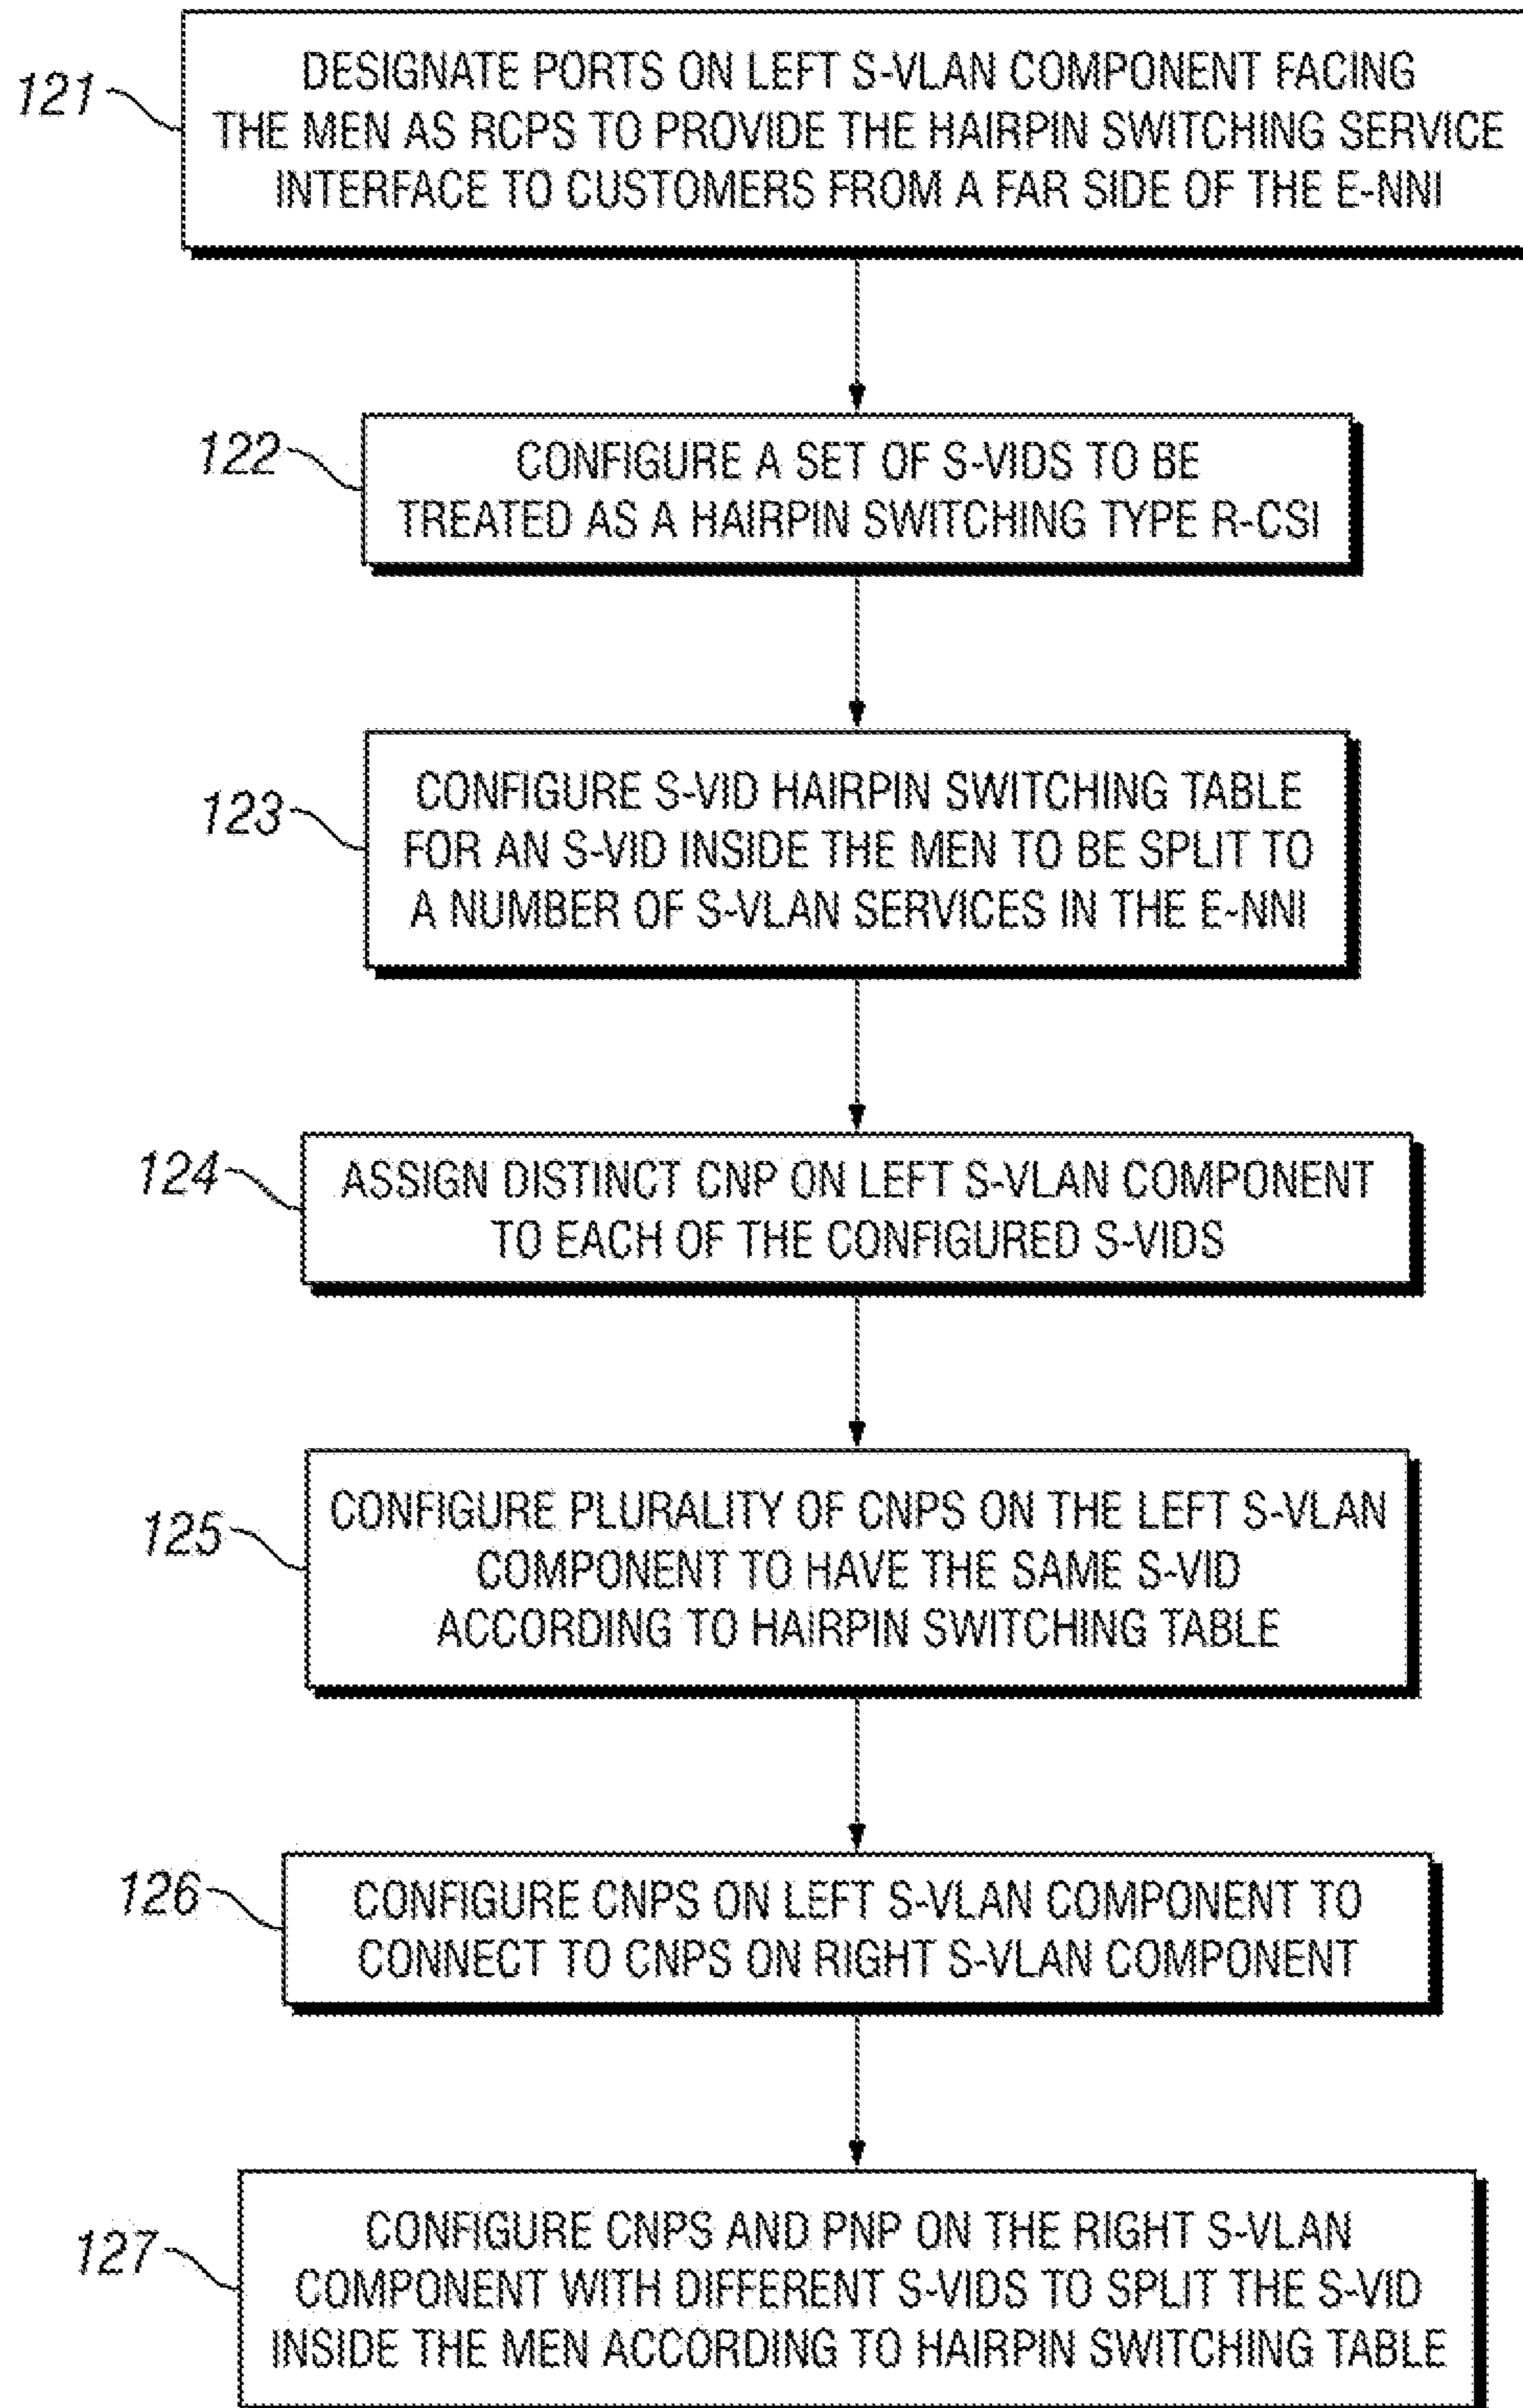 121
DESIGNATE PORTS ON LEFT S-VLAN COMPONENT FACING
THE MEN AS RCPS TO PROVIDE THE HAIRPIN SWITCHING SERVICE
INTERFACE TO CUSTOMERS FROM A FAR SIDE OF THE E-NNI
122
CONFIGURE A SET OF S-VIDS TO BE
TREATED AS A HAIRPIN SWITCHING TYPE R-CSI
123
CONFIGURE S-VID HAIRPIN SWITCHING TABLE
FOR AN S-VID INSIDE THE MEN TO BE SPLIT TO
A NUMBER OF S-VLAN SERVICES IN THE E-NNI
124
ASSIGN DISTINCT CNP ON LEFT S-VLAN COMPONENT
TO EACH OF THE CONFIGURED S-VIDS
125
CONFIGURE PLURALITY OF CNPS ON THE LEFT S-VLAN
COMPONENT TO HAVE THE SAME S-VID
ACCORDING TO HAIRPIN SWITCHING TABLE
126
CONFIGURE CNPS ON LEFT S-VLAN COMPONENT TO
CONNECT TO CNPS ON RIGHT S-VLAN COMPONENT
127
CONFIGURE CNPS AND PNP ON THE RIGHT S-VLAN
COMPONENT WITH DIFFERENT S-VIDS TO SPLIT THE S-VID
INSIDE THE MEN ACCORDING TO HAIRPIN SWITCHING TABLE